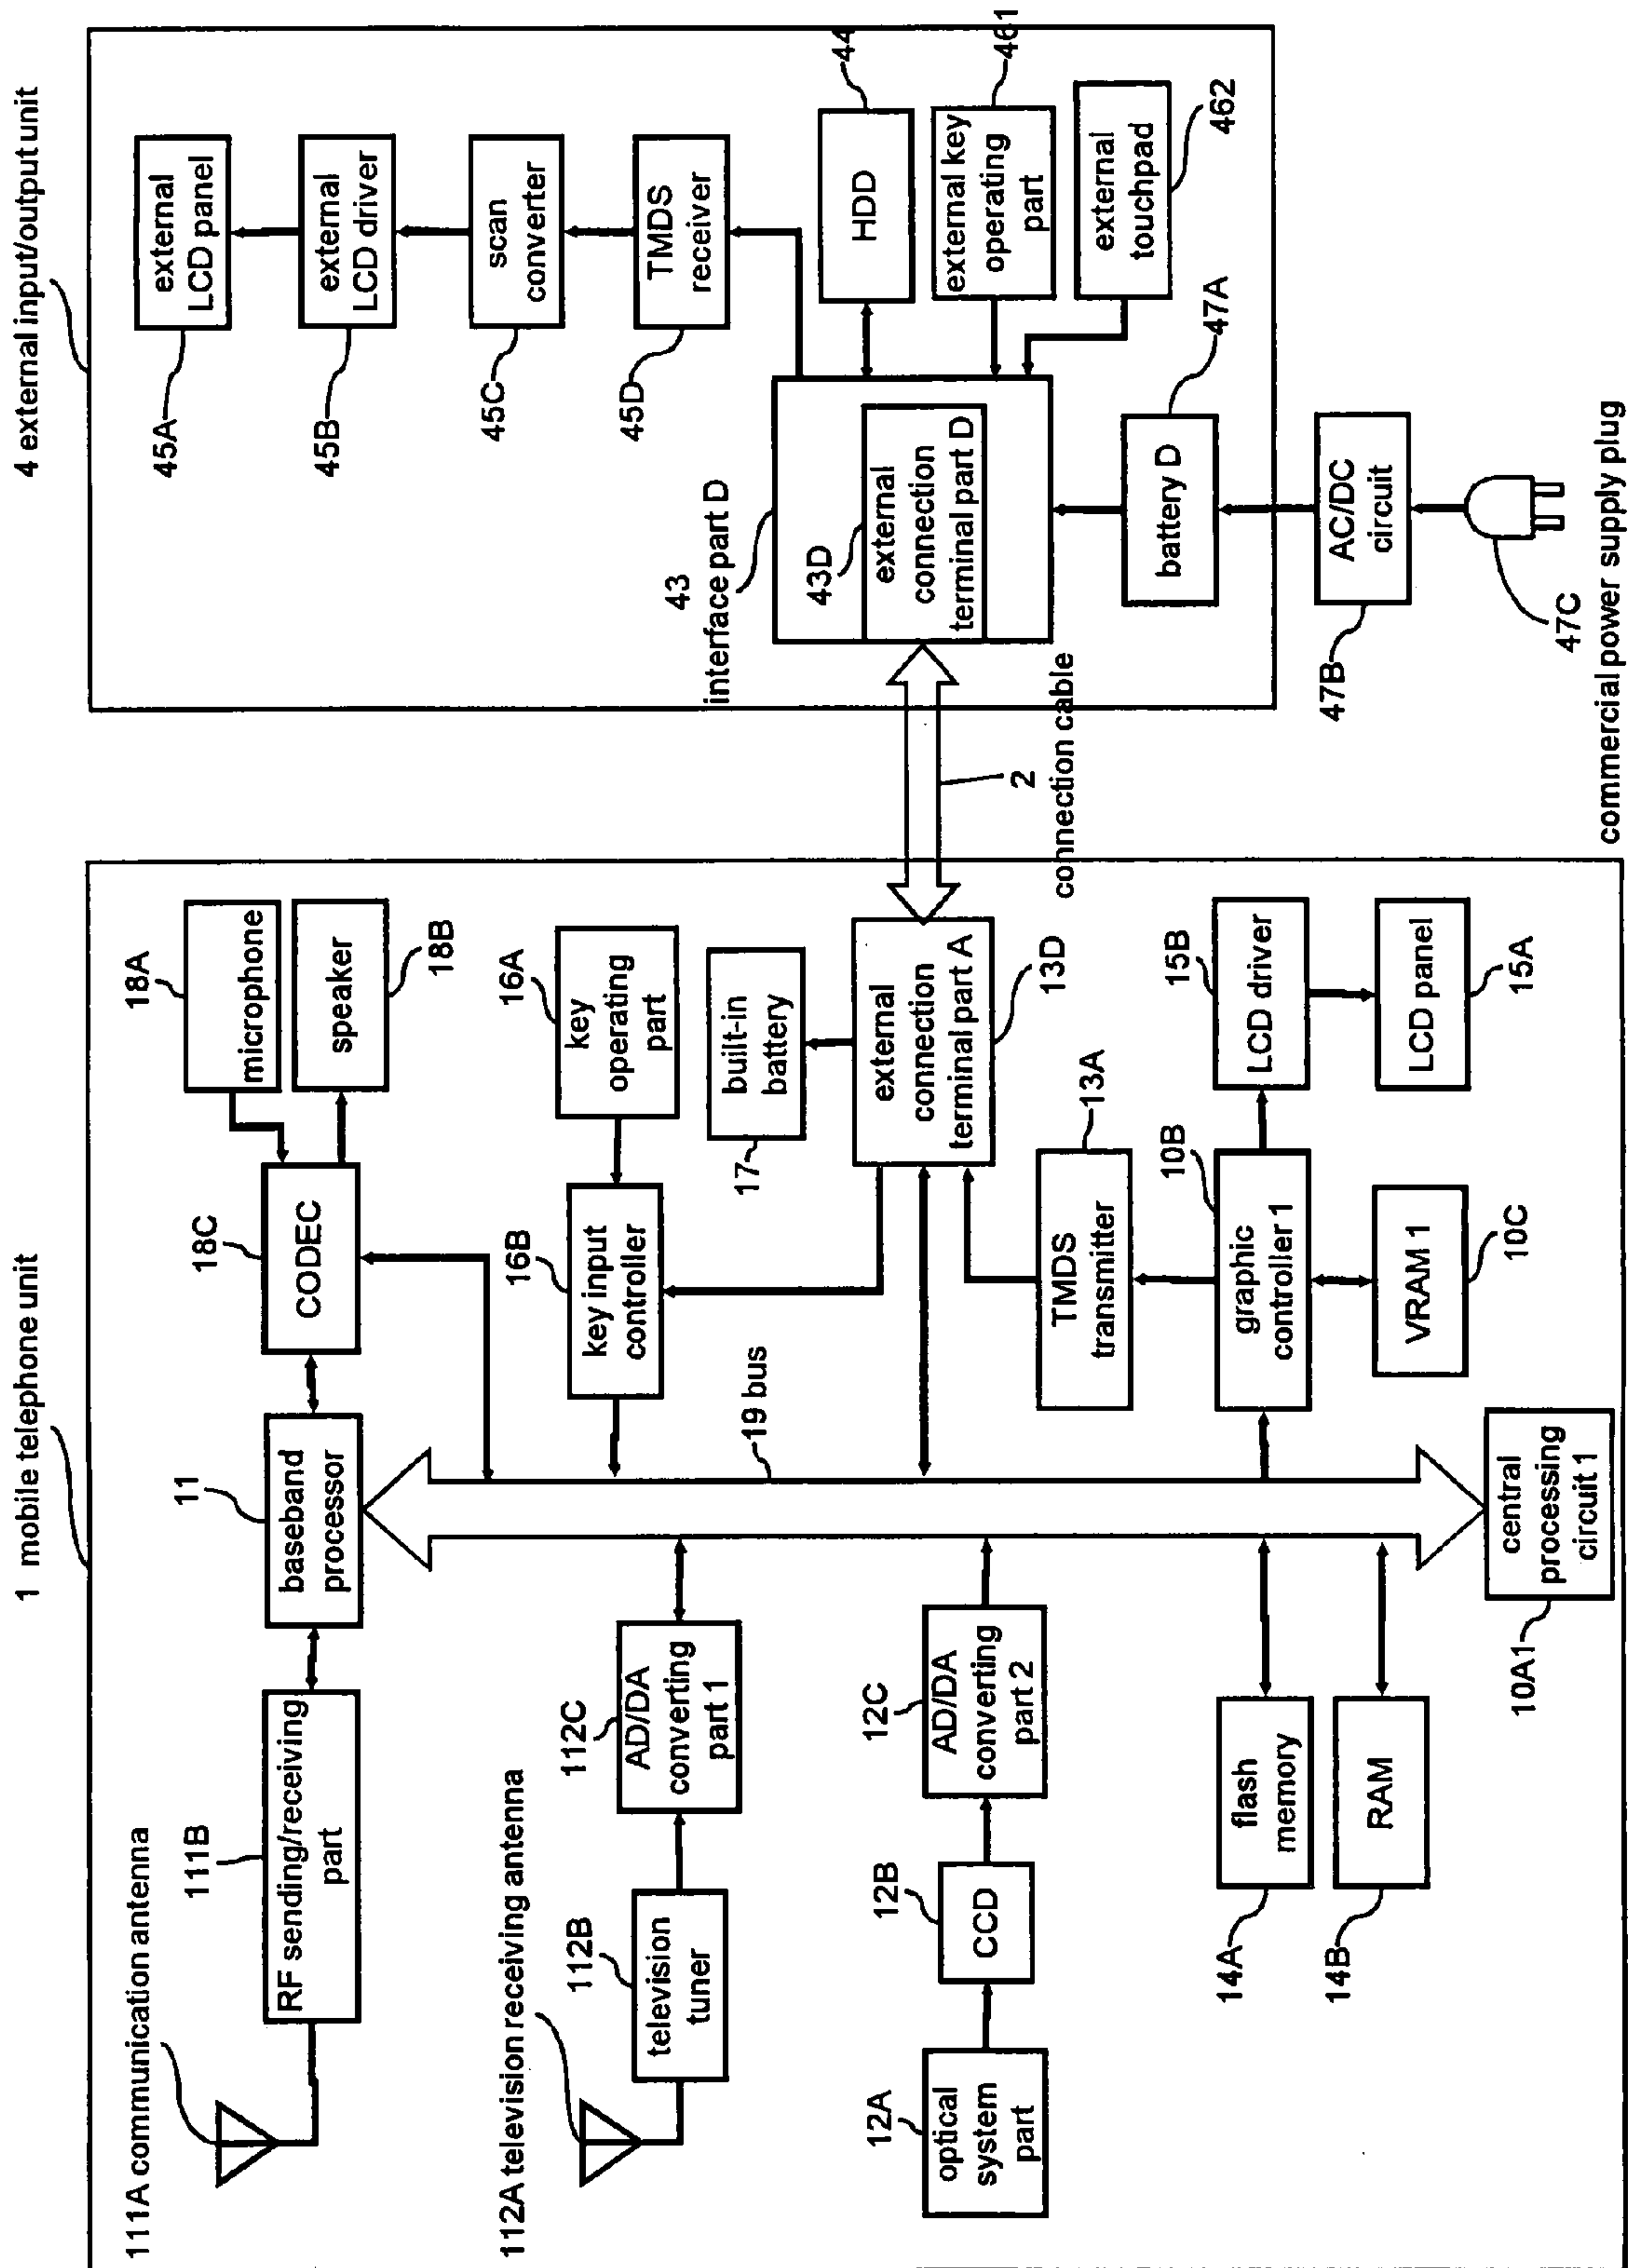 1 mobile telephone unit
111A communication antenna
111B
RF sending/receiving
part
11
baseband
processor
18C
CODEC
18A
microphone
speaker
18B
112A television receiving antenna
112B
television
tuner
112C
AD/DA
converting
part 1
16B
key input
controller
16A
key
operating
part
17
built-in
battery
12A
optical
system
part
12B
CCD
12C
AD/DA
converting
part 2
19 bus
external
connection
terminal part A
13D
TMDS
transmitter
13A
14A
flash
memory
14B
RAM
10B
graphic
controller 1
VRAM 1
10C
15B
LCD driver
LCD panel
15A
10A1
central
processing
circuit 1
2
connection cable
4 external input/output unit
45A
external
LCD panel
45B
external
LCD driver
45C
scan
converter
45D
TMDS
receiver
43
interface part D
43D
external
connection
terminal part D
HDD
44
external key
operating
part
461
external
touchpad
462
battery D
47A
47B
AC/DC
circuit
47C
commercial power supply plug